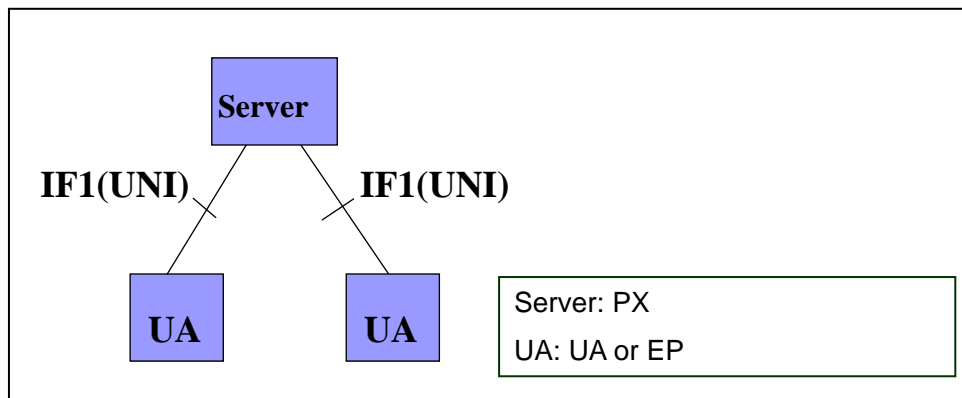 Server
IF1(UNI)
IF1(UNI)
UA
UA
Server: PX
UA: UA or EP